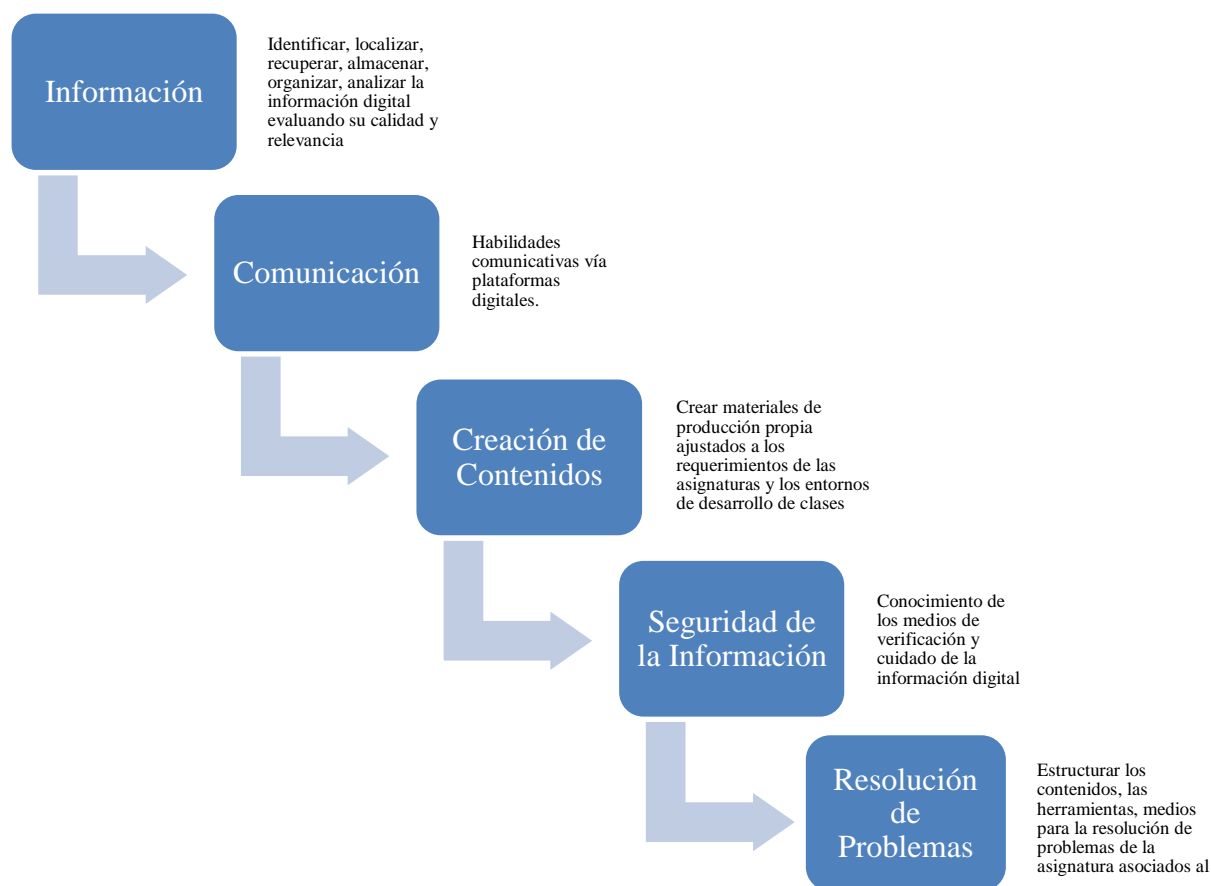 Información
Identificar, localizar,
recuperar, almacenar,
organizar, analizar la
información digital
evaluando su calidad y
relevancia
Comunicación
Habilidades
comunicativas vía
plataformas
digitales.
Creación de
Contenidos
Crear materiales de
producción propia
ajustados a los
requerimientos de las
asignaturas y los entornos
de desarrollo de clases
Seguridad de
la Información
Conocimiento de
los medios de
verificación y
cuidado de la
información digital
Resolución
de
Problemas
Estructurar los
contenidos, las
herramientas, medios
para la resolución de
problemas de la
asignatura asociados al